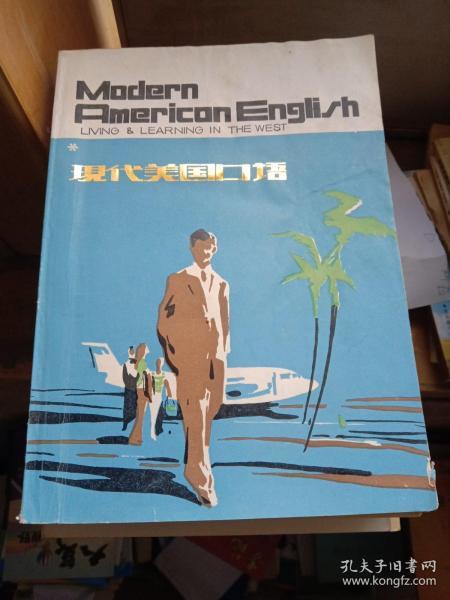 Modern
American English
LIVING & LEARNING IN THE WEST
*
現代美国口语
孔夫子旧书网
www.kongfz.com